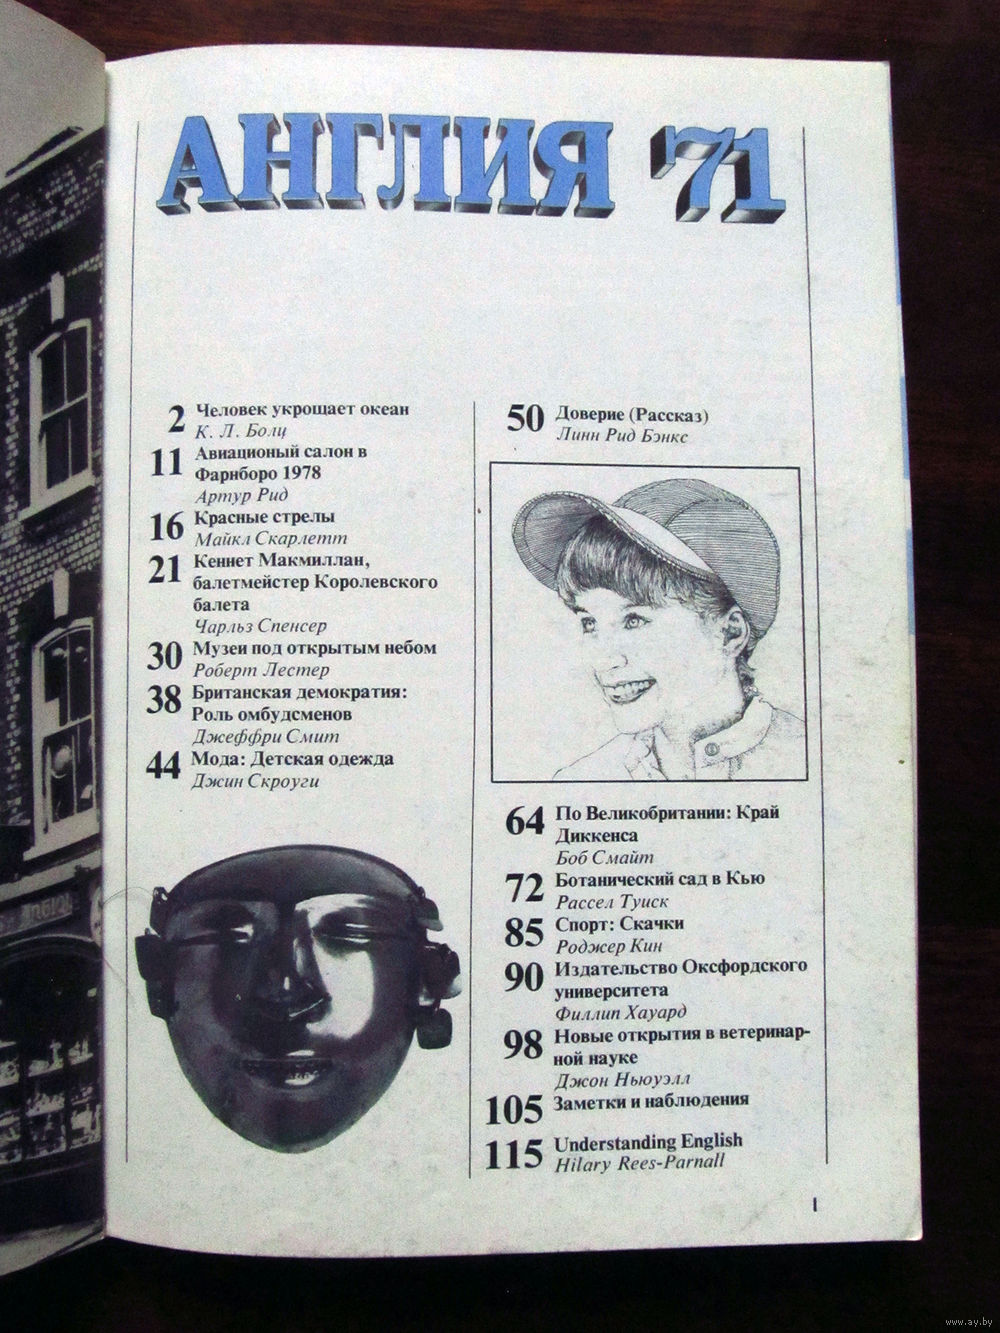 АНГЛИЯ '71
2 Человек укрощает океан
К. Л. Болц
11 Авиационый салон в
Фарнборо 1978
Артур Рид
16 Красные стрелы
Майкл Скарлетт
21 Кеннет Макмиллан,
балетмейстер Королевского
балета
Чарльз Спенсер
30 Музеи под открытым небом
Роберт Лестер
38 Британская демократия:
Роль омбудсменов
Джеффри Смит
44 Мода: Детская одежда
Джин Скроуги
50 Доверие (Рассказ)
Линн Рид Бэнкс
64 По Великобритании: Край
Диккенса
Боб Смайт
72 Ботанический сад в Кью
Рассел Туиск
85 Спорт: Скачки
Роджер Кин
90 Издательство Оксфордского
университета
Филлип Хауард
98 Новые открытия в ветеринар-
ной науке
Джон Ньюуэлл
105 Заметки и наблюдения
115 Understanding English
Hilary Rees-Parnall
1
www.ay.by